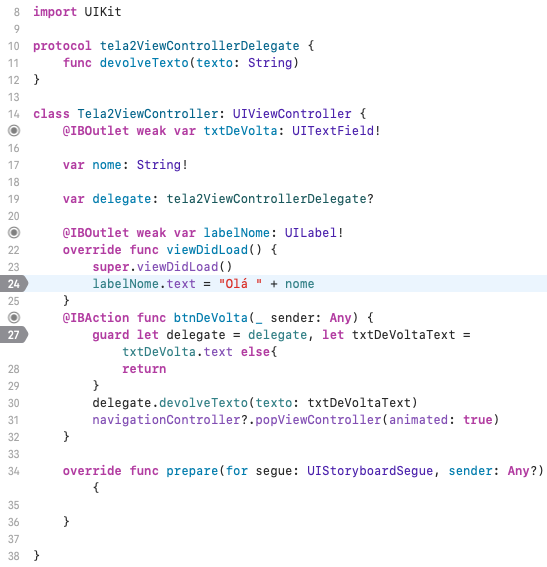 8 import UIKit
9
10 protocol tela2ViewControllerDelegate {
11     func devolveTexto(texto: String)
12 }
13
14 class Tela2ViewController: UIViewController {
    @IBOutlet weak var txtDeVolta: UITextField!
16
17     var nome: String!
18
19     var delegate: tela2ViewControllerDelegate?
20
    @IBOutlet weak var labelNome: UILabel!
22     override func viewDidLoad() {
23         super.viewDidLoad()
24         labelNome.text = "Olá " + nome
25     }
    @IBAction func btnDeVolta(_ sender: Any) {
27         guard let delegate = delegate, let txtDeVoltaText =
            txtDeVolta.text else{
28             return
29         }
30         delegate.devolveTexto(texto: txtDeVoltaText)
31         navigationController?.popViewController(animated: true)
32     }
33
34     override func prepare(for segue: UIStoryboardSegue, sender: Any?)
        {
35
36     }
37
38 }